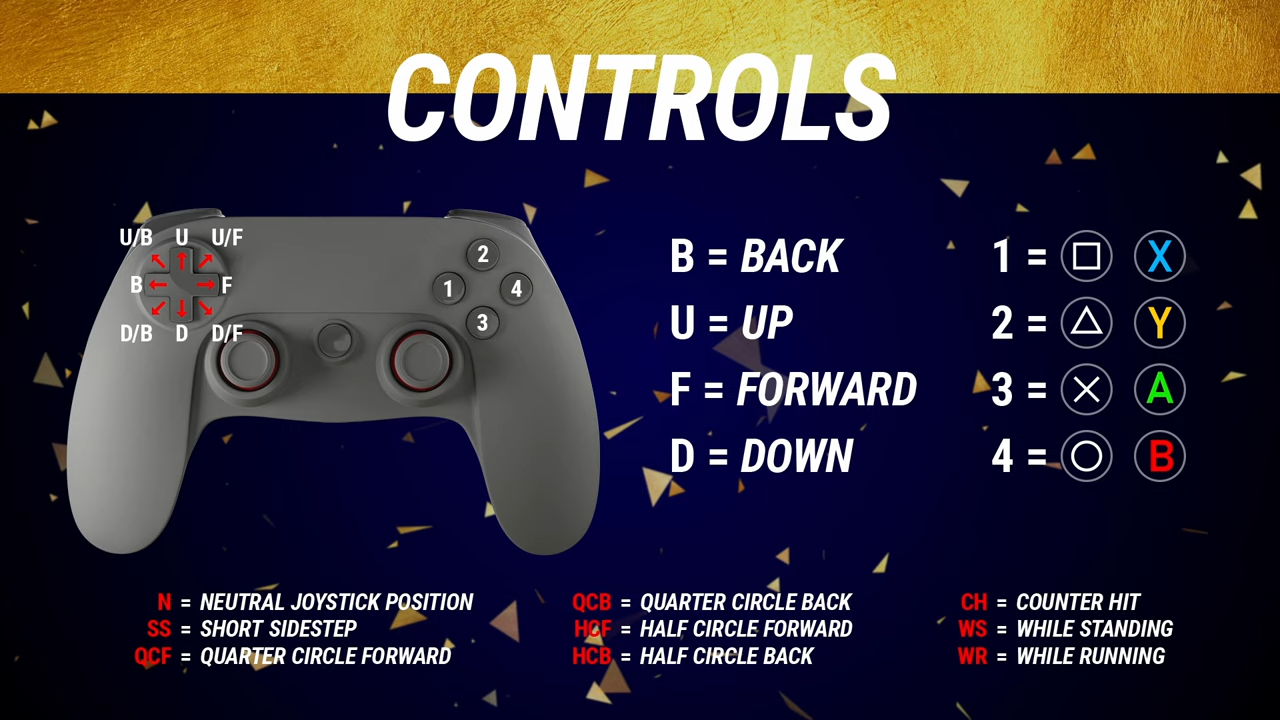 CONTROLS
U/B U U/F
B F
D/B D D/F
2
1 4
3
B = BACK
U = UP
F = FORWARD
D = DOWN
1 = X
2 = Y
3 = A
4 = B
N = NEUTRAL JOYSTICK POSITION
SS = SHORT SIDESTEP
QCF = QUARTER CIRCLE FORWARD
QCB = QUARTER CIRCLE BACK
HCF = HALF CIRCLE FORWARD
HCB = HALF CIRCLE BACK
CH = COUNTER HIT
WS = WHILE STANDING
WR = WHILE RUNNING